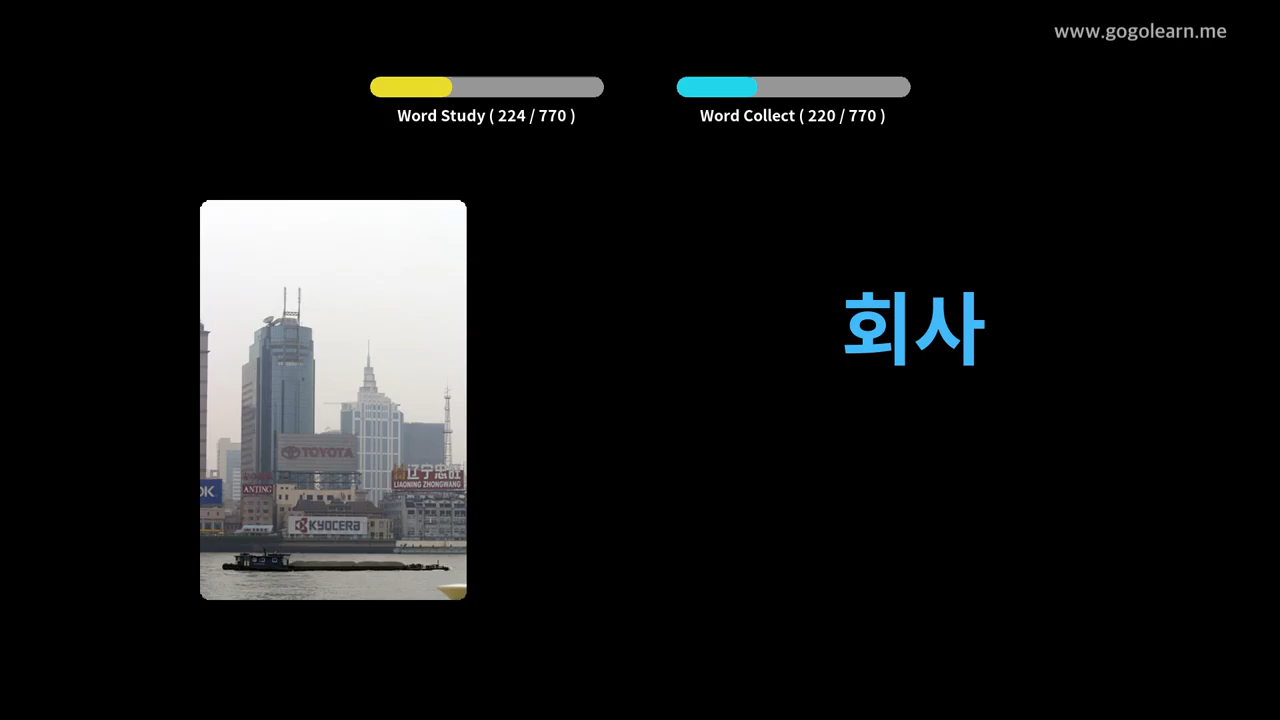 www.gogolearn.me
Word Study ( 224 / 770 )
Word Collect ( 220 / 770 )
회사
TOYOTA
辽宁忠旺
LIAONING ZHONGWANG
OK
ANTING
KYOCERA